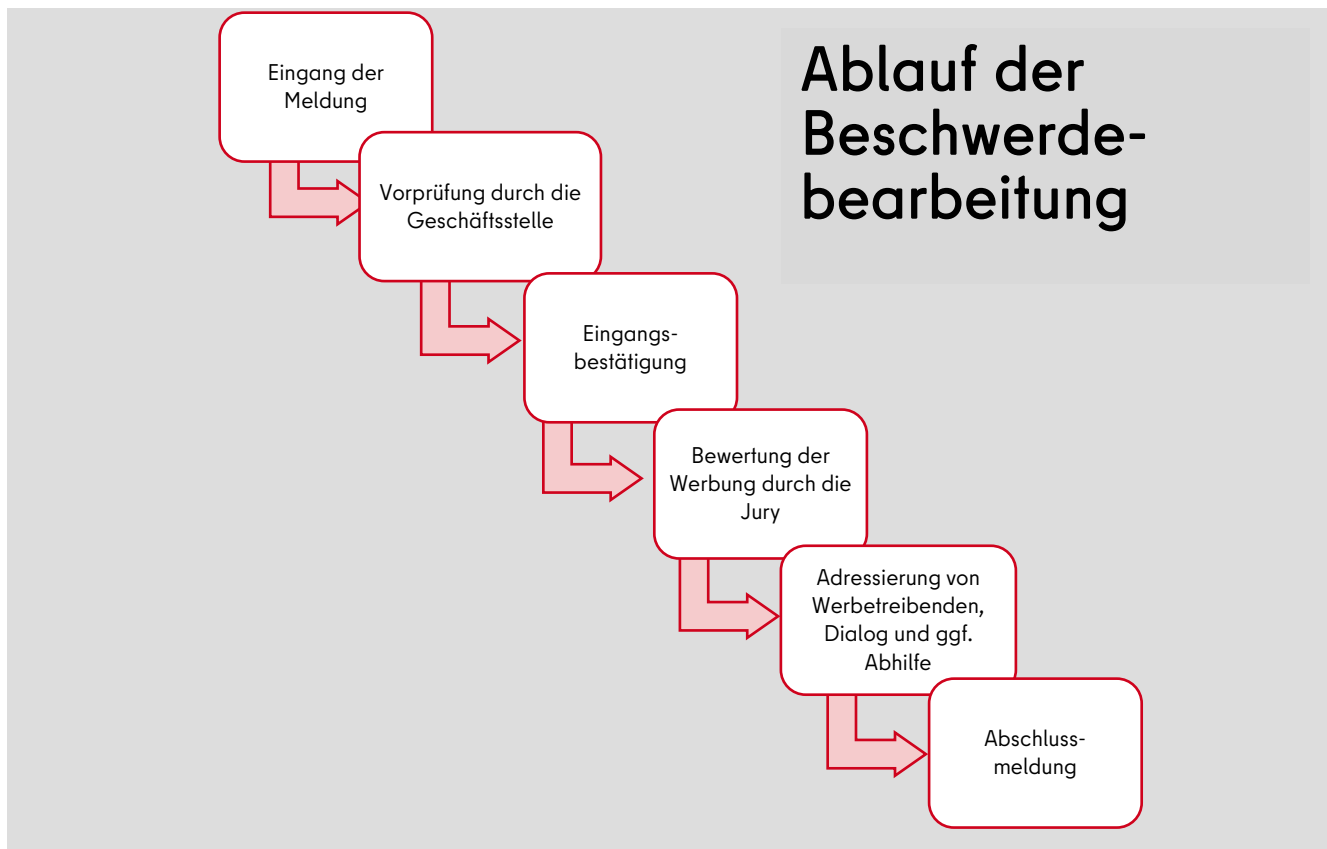 Ablauf der
Beschwerde-
bearbeitung
Eingang der
Meldung
Vorprüfung durch die
Geschäftsstelle
Eingangs-
bestätigung
Bewertung der
Werbung durch die
Jury
Adressierung von
Werbetreibenden,
Dialog und ggf.
Abhilfe
Abschluss-
meldung